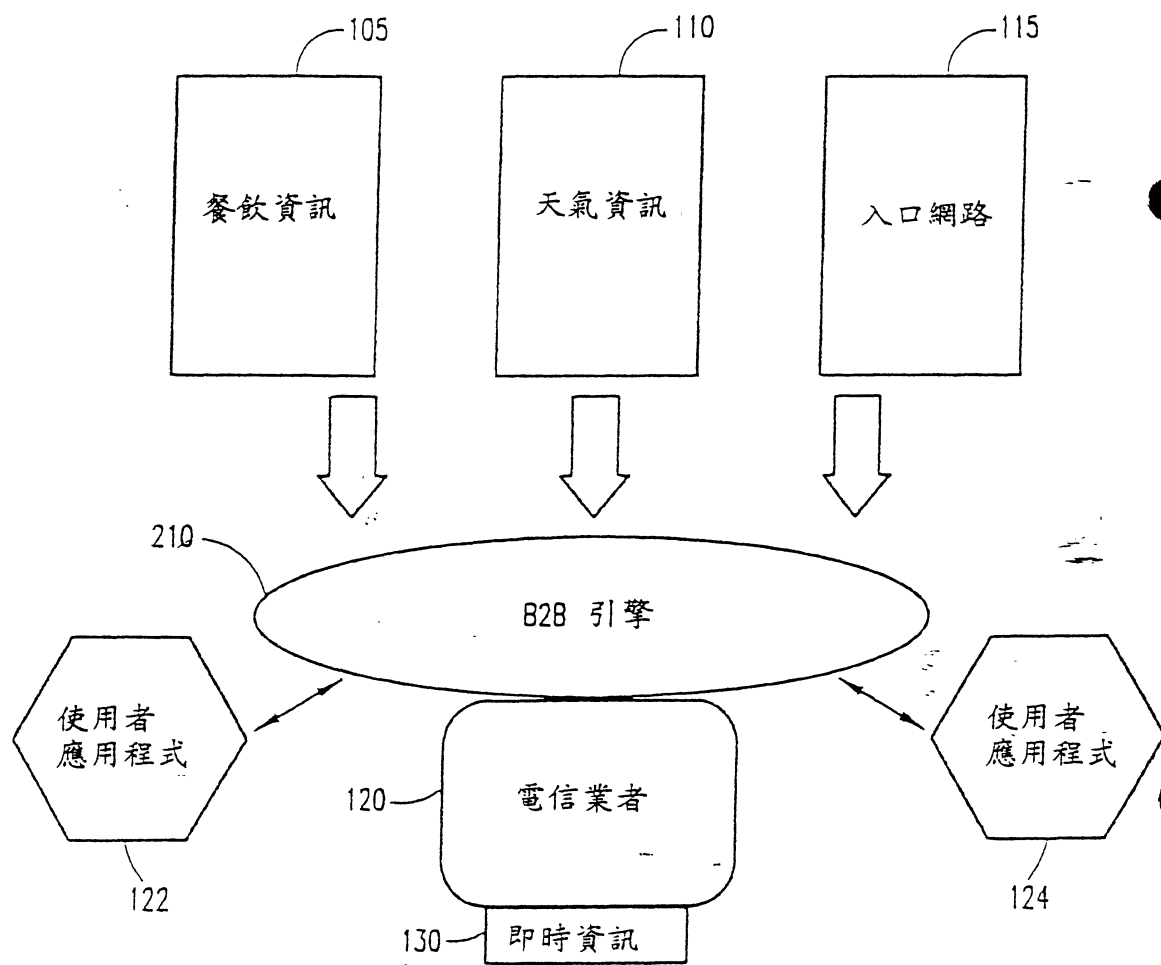 105
110
115
餐飲資訊
天氣資訊
入口網路
210
B2B 引擎
使用者
應用程式
使用者
應用程式
120
電信業者
122
124
130
即時資訊